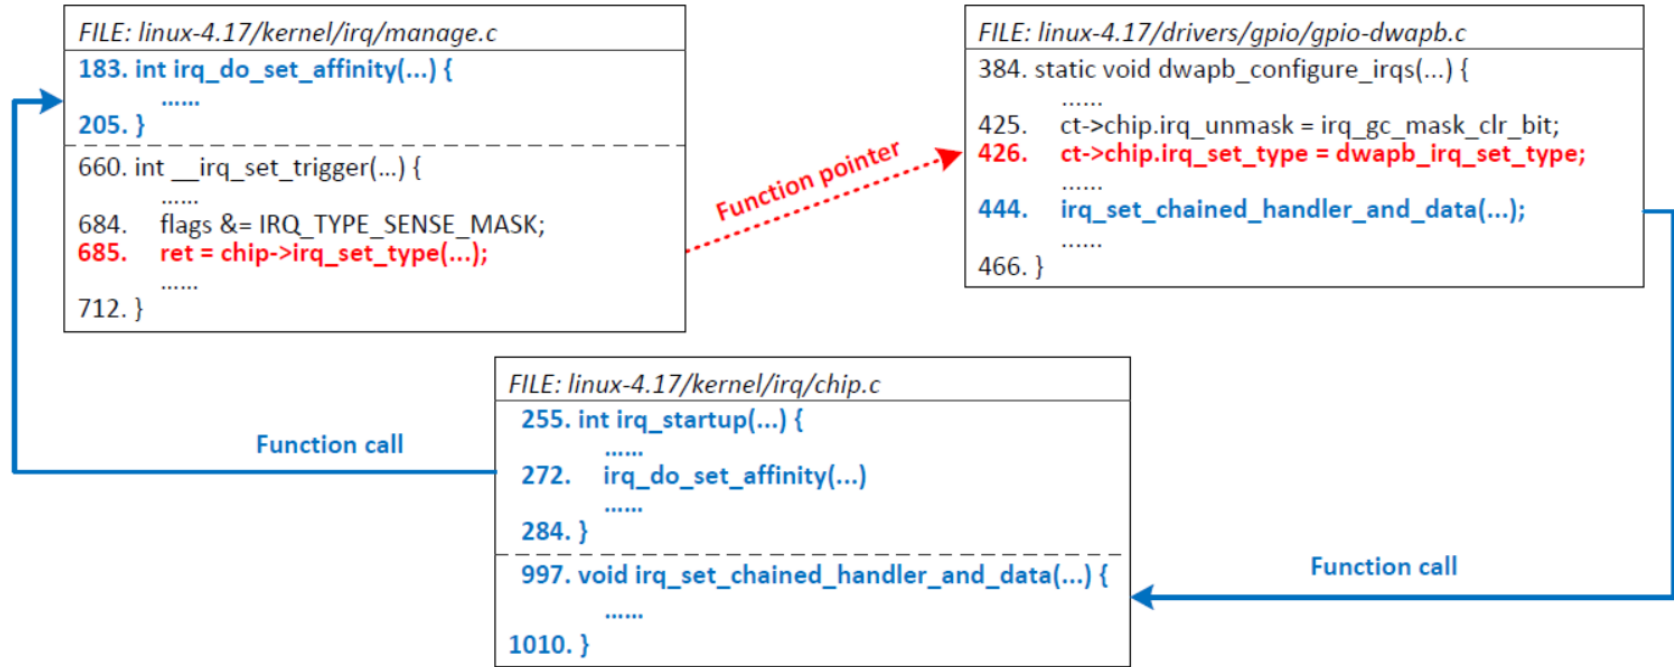 FILE: linux-4.17/kernel/irq/manage.c
183. int irq_do_set_affinity(...) {
......
205. }
660. int __irq_set_trigger(...) {
......
684. flags &= IRQ_TYPE_SENSE_MASK;
685. ret = chip->irq_set_type(...);
......
712. }
Function pointer
FILE: linux-4.17/drivers/gpio/gpio-dwapb.c
384. static void dwapb_configure_irqs(...) {
......
425. ct->chip.irq_unmask = irq_gc_mask_clr_bit;
426. ct->chip.irq_set_type = dwapb_irq_set_type;
......
444. irq_set_chained_handler_and_data(...);
......
466. }
Function call
FILE: linux-4.17/kernel/irq/chip.c
255. int irq_startup(...) {
......
272. irq_do_set_affinity(...)
......
284. }
997. void irq_set_chained_handler_and_data(...) {
......
1010. }
Function call